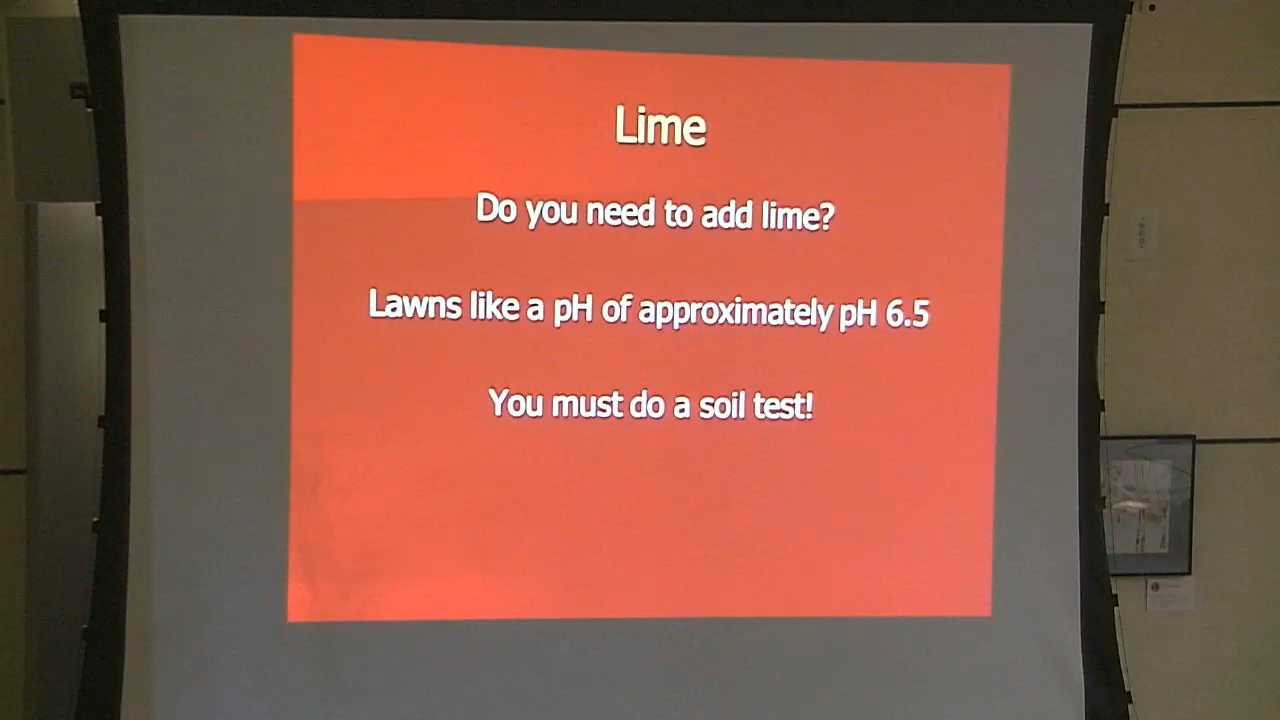 Lime
Do you need to add lime?
Lawns like a pH of approximately pH 6.5
You must do a soil test!